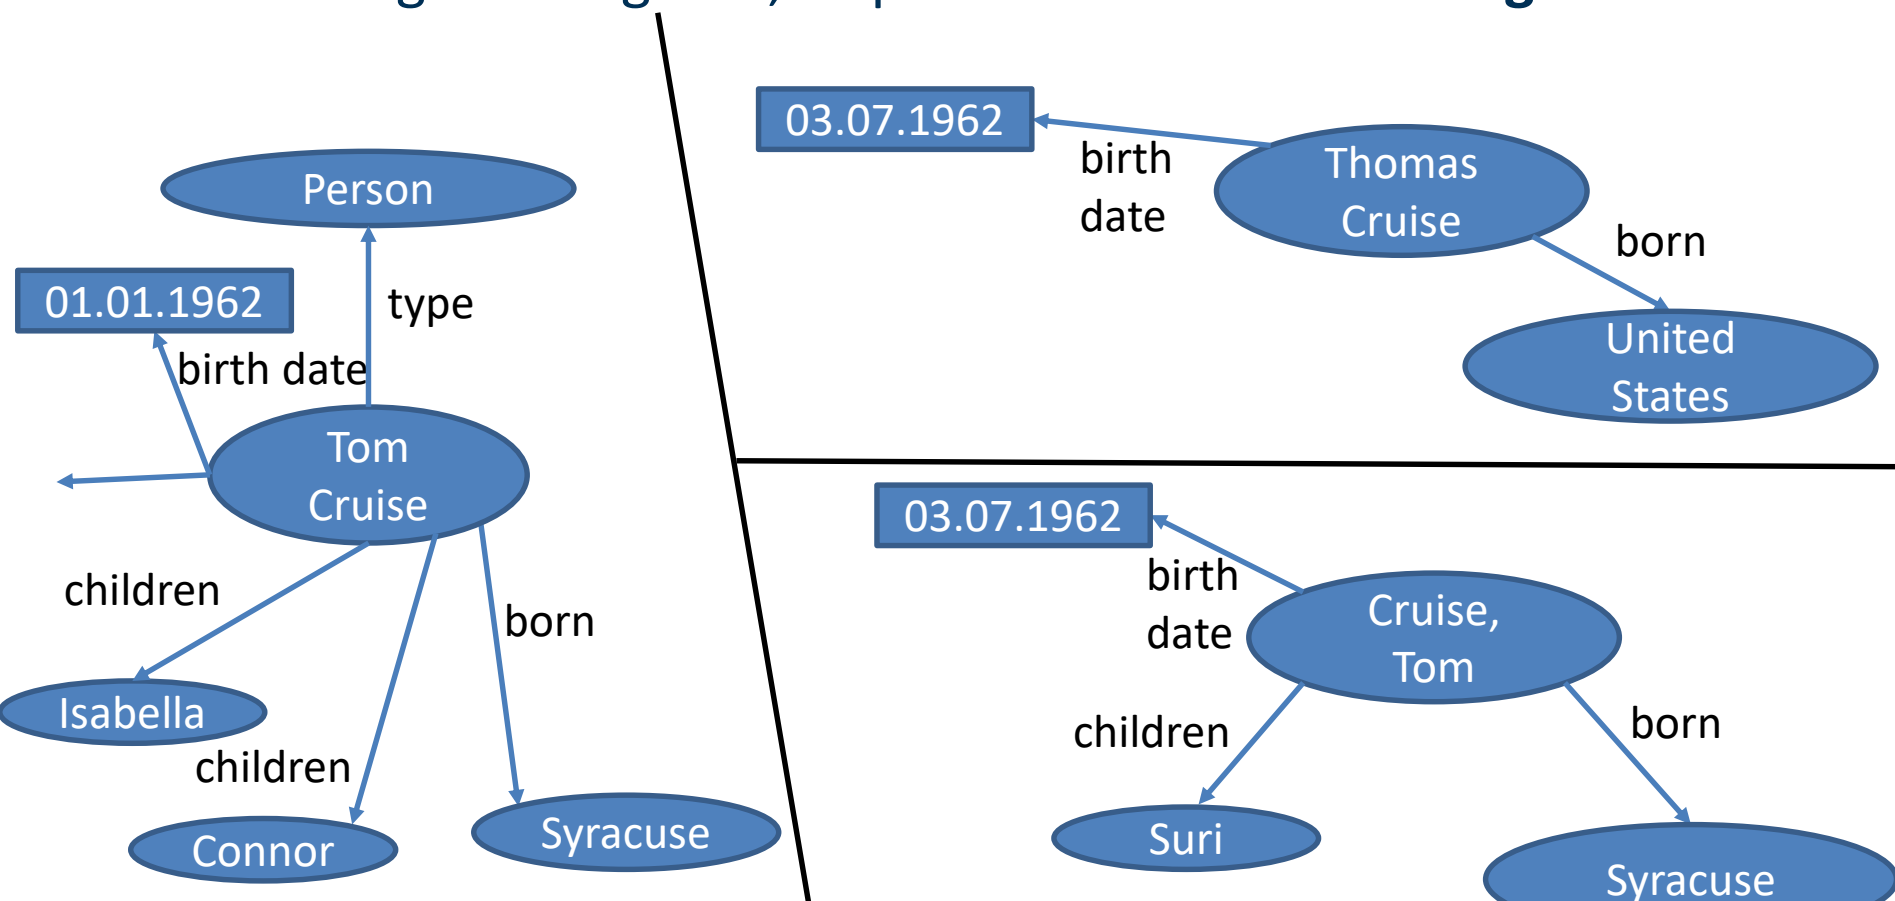 Person
01.01.1962
type
birth date
Tom
Cruise
children
born
Isabella
children
Connor
Syracuse
03.07.1962
birth
date
Thomas
Cruise
born
United
States
03.07.1962
birth
date
Cruise,
Tom
children
born
Suri
Syracuse